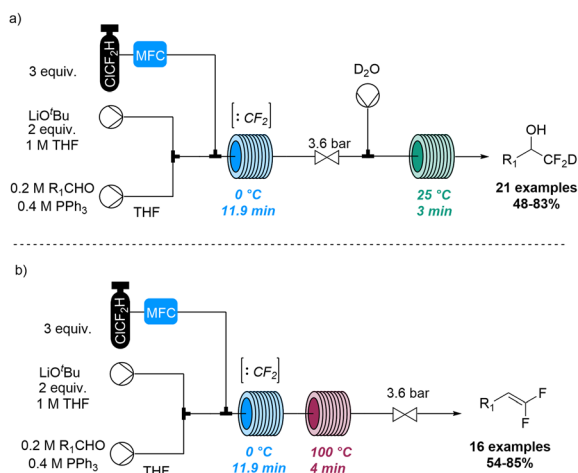 a)
ClCF₂H
MFC
3 equiv.
LiOᵗBu
2 equiv.
1 M THF
0.2 M R₁CHO
0.4 M PPh₃
THF
[:CF₂]
0 °C
11.9 min
3.6 bar
D₂O
25 °C
3 min
OH
R₁
CF₂D
21 examples
48-83%
b)
ClCF₂H
MFC
3 equiv.
LiOᵗBu
2 equiv.
1 M THF
0.2 M R₁CHO
0.4 M PPh₃
THF
[:CF₂]
0 °C
11.9 min
100 °C
4 min
3.6 bar
R₁
F
F
16 examples
54-85%